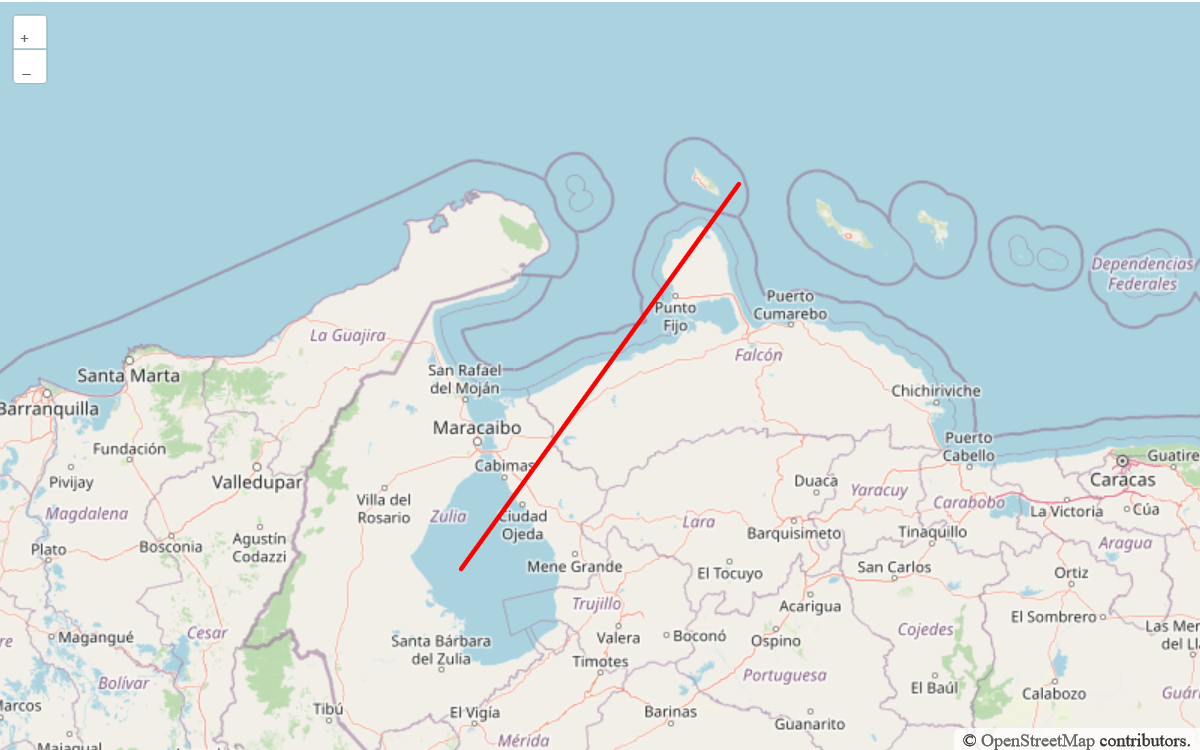 +
–
Dependencias
Federales
Puerto
Cumarebo
Punto
Fijo
La Guajira
Falcón
San Rafael
del Moján
Santa Marta
Chichiriviche
Barranquilla
Maracaibo
Puerto
Cabello
Fundación
Cabimas
Guatire
Pivijay
Valledupar
Duaca
Caracas
Villa del
Rosario
Yaracuy
Carabobo
La Victoria
Cúa
Magdalena
Zulia
Ciudad
Ojeda
Lara
Barquisimeto
Tinaquillo
Aragua
Plato
Bosconia
Agustín
Codazzi
Mene Grande
El Tocuyo
San Carlos
Ortiz
Trujillo
Acarigua
El Sombrero
Magangué
Cesar
Santa Bárbara
del Zulia
Valera
Boconó
Ospino
Cojedes
Las Mer
del Ll
re
Timotes
Portuguesa
Bolívar
El Baúl
Calabozo
Guár
arcos
Tibú
El Vigía
Barinas
Guanarito
Mérida
Majagual
© OpenStreetMap contributors.